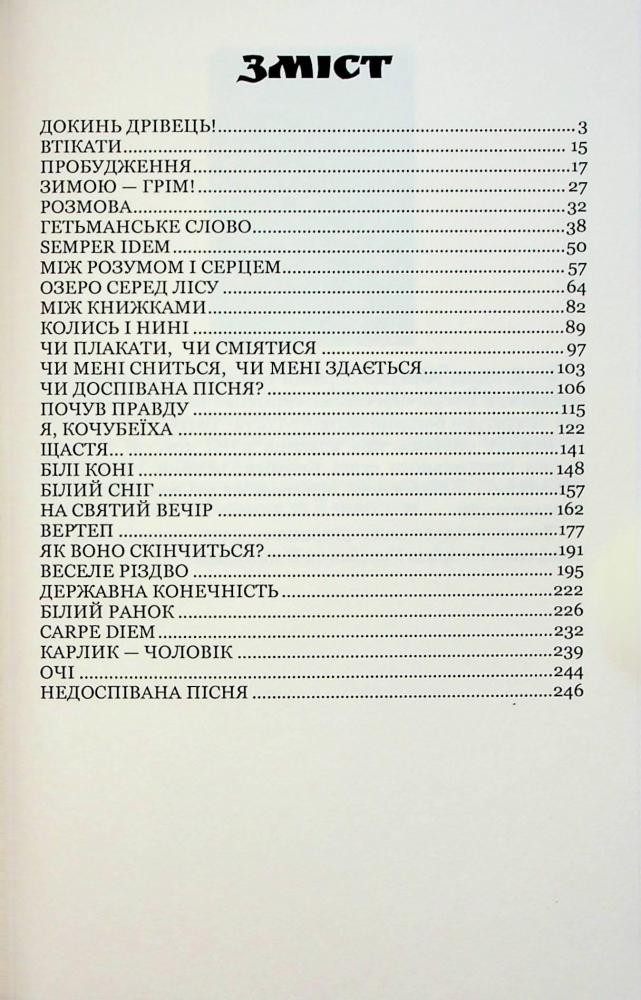 ЗМІСТ
ДОКИНЬ ДРІВЕЦЬ!..........3
ВТІКАТИ..........15
ПРОБУДЖЕННЯ..........17
ЗИМОЮ — ГРІМ!..........27
РОЗМОВА..........32
ГЕТЬМАНСЬКЕ СЛОВО..........38
SEMPER IDEM..........50
МІЖ РОЗУМОМ І СЕРЦЕМ..........57
ОЗЕРО СЕРЕД ЛІСУ..........64
МІЖ КНИЖКАМИ..........82
КОЛИСЬ І НИНІ..........89
ЧИ ПЛАКАТИ, ЧИ СМІЯТИСЯ..........97
ЧИ МЕНІ СНИТЬСЯ, ЧИ МЕНІ ЗДАЄТЬСЯ..........103
ЧИ ДОСПІВАНА ПІСНЯ?..........106
ПОЧУВ ПРАВДУ..........115
Я, КОЧУБЕЇХА..........122
ЩАСТЯ... ..........141
БІЛІ КОНІ..........148
БІЛИЙ СНІГ..........157
НА СВЯТИЙ ВЕЧІР..........162
ВЕРТЕП..........177
ЯК ВОНО СКІНЧИТЬСЯ?..........191
ВЕСЕЛЕ РІЗДВО..........195
ДЕРЖАВНА КОНЕЧНІСТЬ..........222
БІЛИЙ РАНОК..........226
CARPE DIEM..........232
КАРЛИК — ЧОЛОВІК..........239
ОЧІ..........244
НЕДОСПІВАНА ПІСНЯ..........246